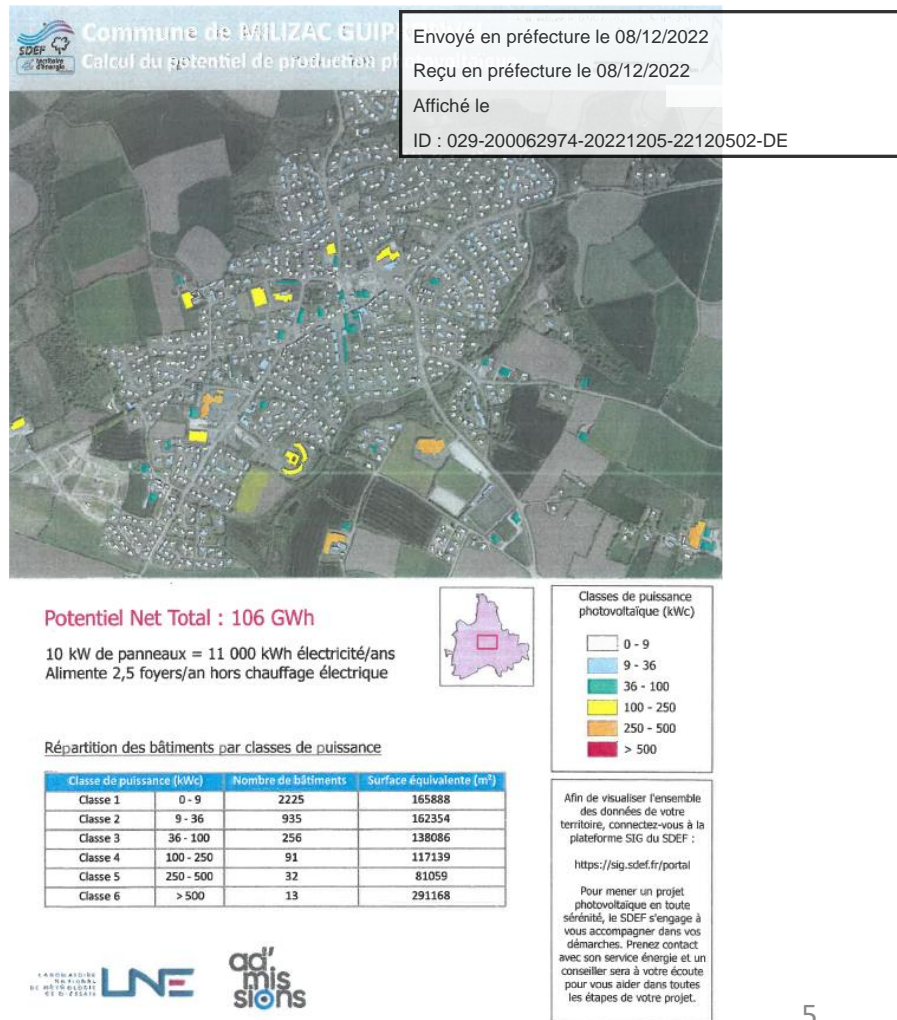 SDEF
territoire
d'énergie
Commune de MILIZAC GUIP
Calcul du potentiel de production
Envoyé en préfecture le 08/12/2022
Reçu en préfecture le 08/12/2022
Affiché le
ID : 029-200062974-20221205-22120502-DE
Potentiel Net Total : 106 GWh
10 kW de panneaux = 11 000 kWh électricité/ans
Alimente 2,5 foyers/an hors chauffage électrique
Classes de puissance
photovoltaïque (kWc)
0 - 9
9 - 36
36 - 100
100 - 250
250 - 500
> 500
Répartition des bâtiments par classes de puissance
Classe de puissance (kWc) Nombre de bâtiments Surface équivalente (m²)
Classe 1 0 - 9 2225 165888
Classe 2 9 - 36 935 162354
Classe 3 36 - 100 256 138086
Classe 4 100 - 250 91 117139
Classe 5 250 - 500 32 81059
Classe 6 > 500 13 291168
Afin de visualiser l'ensemble
des données de votre
territoire, connectez-vous à la
plateforme SIG du SDEF :
https://sig.sdef.fr/portal
Pour mener un projet
photovoltaïque en toute
sérénité, le SDEF s'engage à
vous accompagner dans vos
démarches. Prenez contact
avec son service énergie et un
conseiller sera à votre écoute
pour vous aider dans toutes
les étapes de votre projet.
LABORATOIRE
NATIONAL
DE MÉTROLOGIE
ET D'ESSAIS
LNE
ad'
missions
5